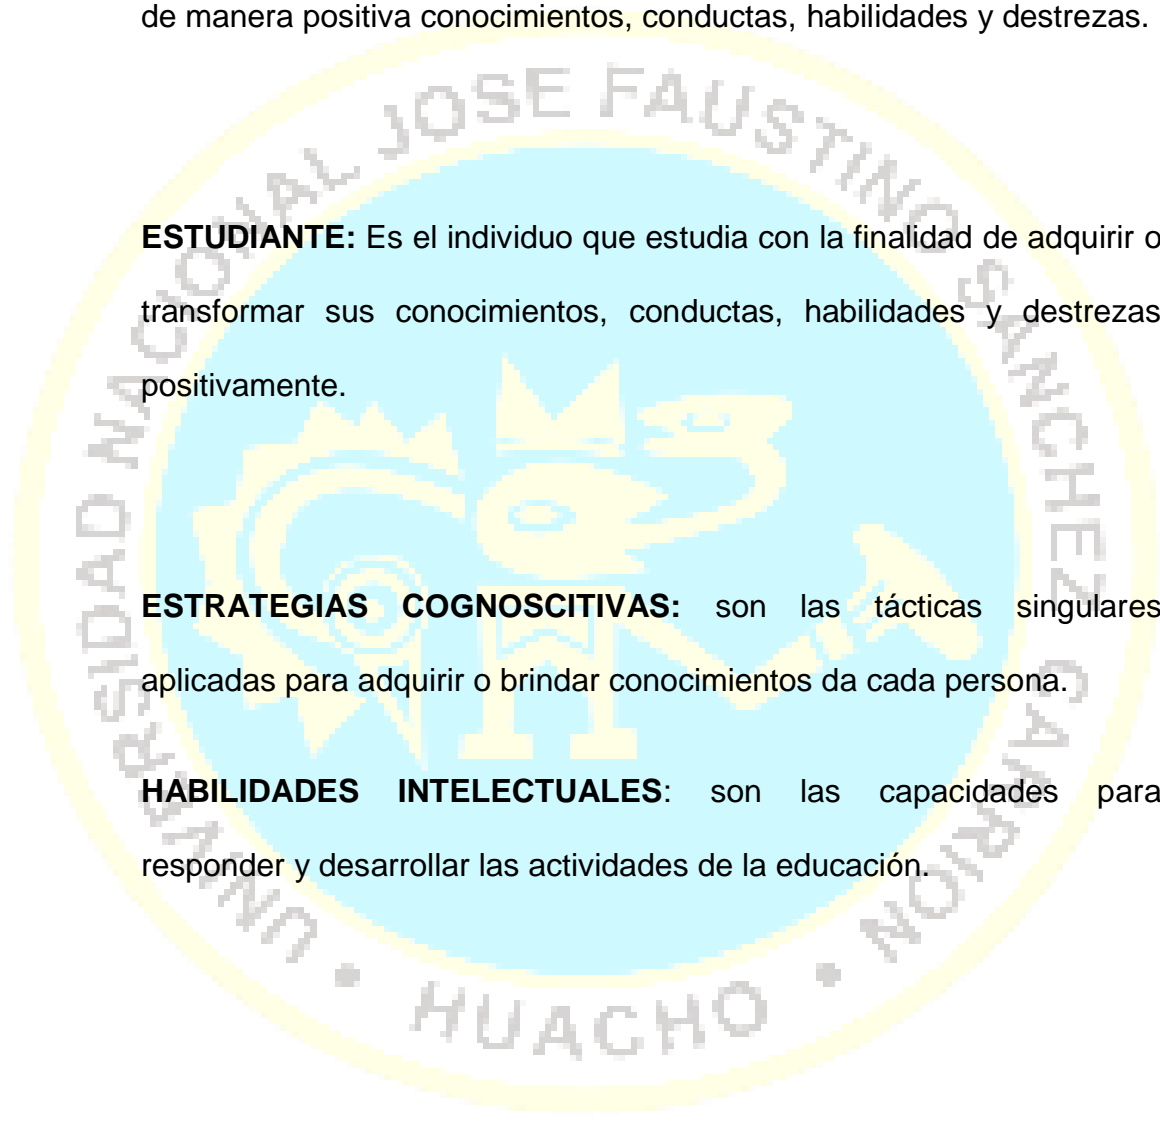 de manera positiva conocimientos, conductas, habilidades y destrezas.
ESTUDIANTE: Es el individuo que estudia con la finalidad de adquirir o
transformar sus conocimientos, conductas, habilidades y destrezas
positivamente.
ESTRATEGIAS COGNOSCITIVAS: son las tácticas singulares
aplicadas para adquirir o brindar conocimientos da cada persona.
HABILIDADES INTELECTUALES: son las capacidades para
responder y desarrollar las actividades de la educación.
UNIVERSIDAD NACIONAL JOSE FAUSTINO SANCHEZ CARRION
• HUACHO •